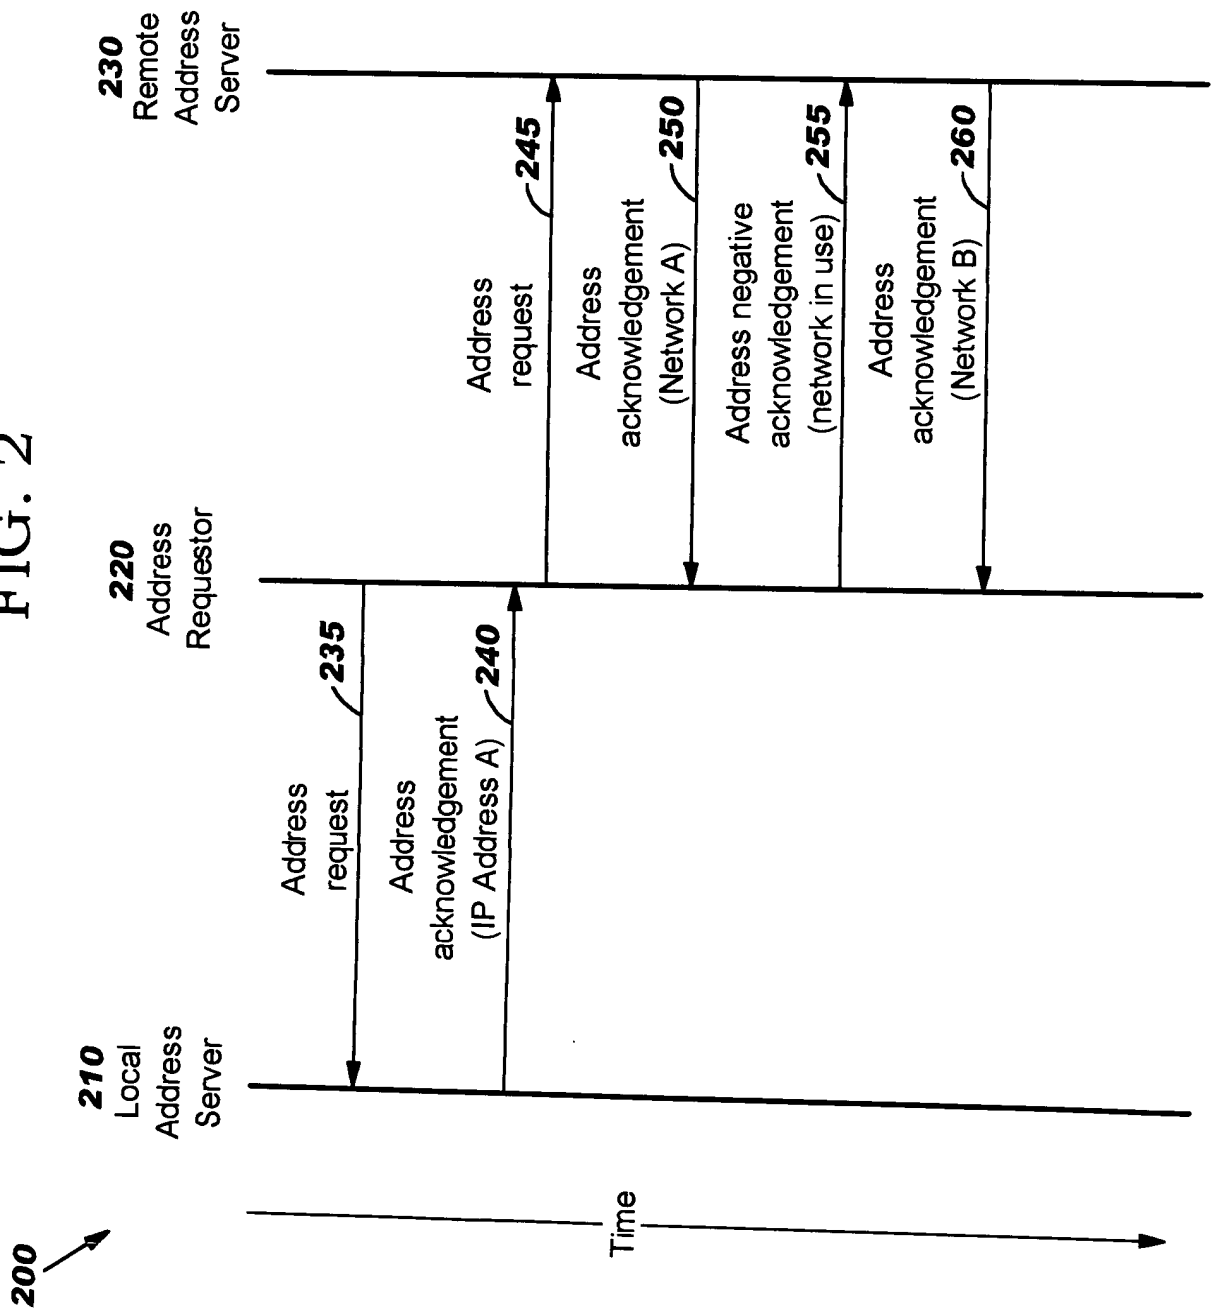 FIG. 2
200
210
Local
Address
Server
220
Address
Requestor
230
Remote
Address
Server
Time
Address
request
235
Address
acknowledgement
(IP Address A)
240
Address
request
245
Address
acknowledgement
(Network A)
250
Address negative
acknowledgement
(network in use)
255
Address
acknowledgement
(Network B)
260